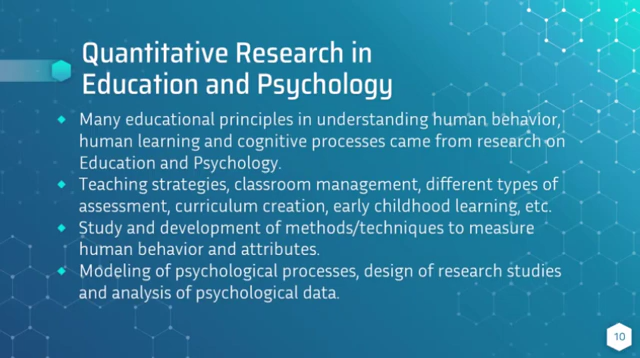 Quantitative Research in
Education and Psychology
Many educational principles in understanding human behavior,
human learning and cognitive processes came from research on
Education and Psychology.
Teaching strategies, classroom management, different types of
assessment, curriculum creation, early childhood learning, etc.
Study and development of methods/techniques to measure
human behavior and attributes.
Modeling of psychological processes, design of research studies
and analysis of psychological data.
10